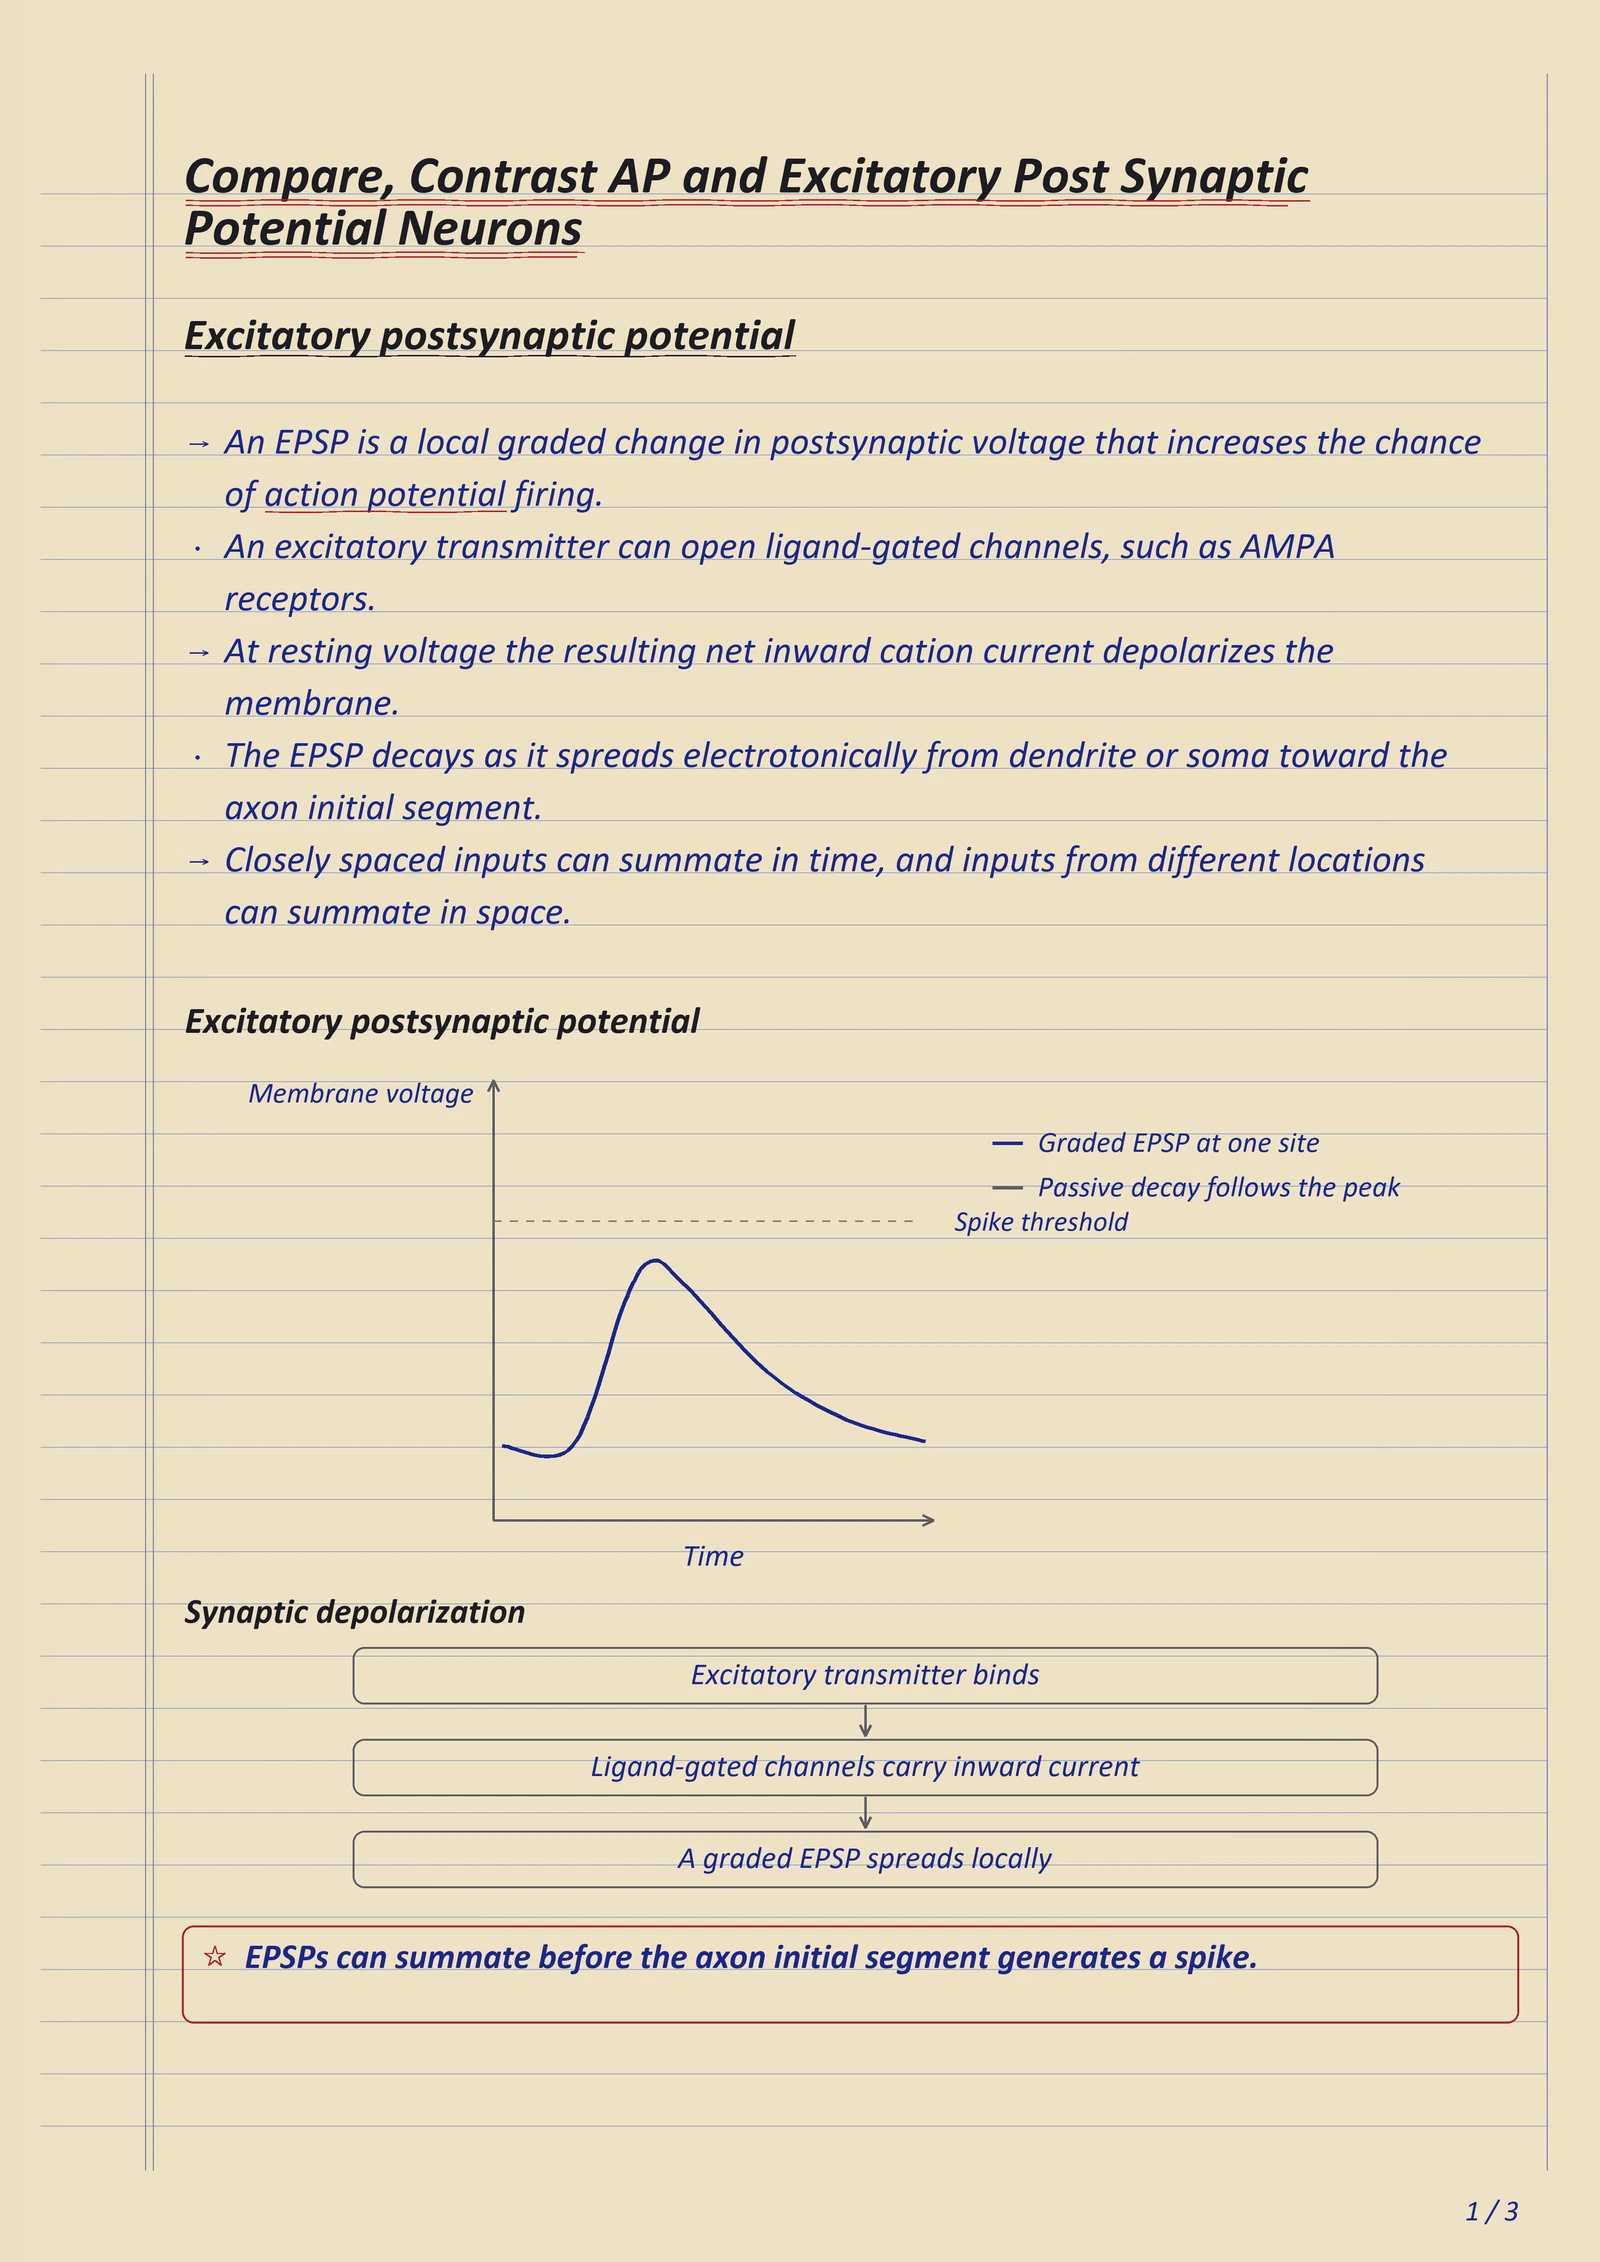 Compare, Contrast AP and Excitatory Post Synaptic
Potential Neurons
Excitatory postsynaptic potential
→ An EPSP is a local graded change in postsynaptic voltage that increases the chance
of action potential firing.
· An excitatory transmitter can open ligand-gated channels, such as AMPA
receptors.
→ At resting voltage the resulting net inward cation current depolarizes the
membrane.
· The EPSP decays as it spreads electrotonically from dendrite or soma toward the
axon initial segment.
→ Closely spaced inputs can summate in time, and inputs from different locations
can summate in space.
Excitatory postsynaptic potential
Membrane voltage
Graded EPSP at one site
Passive decay follows the peak
Spike threshold
Time
Synaptic depolarization
Excitatory transmitter binds
Ligand-gated channels carry inward current
A graded EPSP spreads locally
☆ EPSPs can summate before the axon initial segment generates a spike.
1 / 3